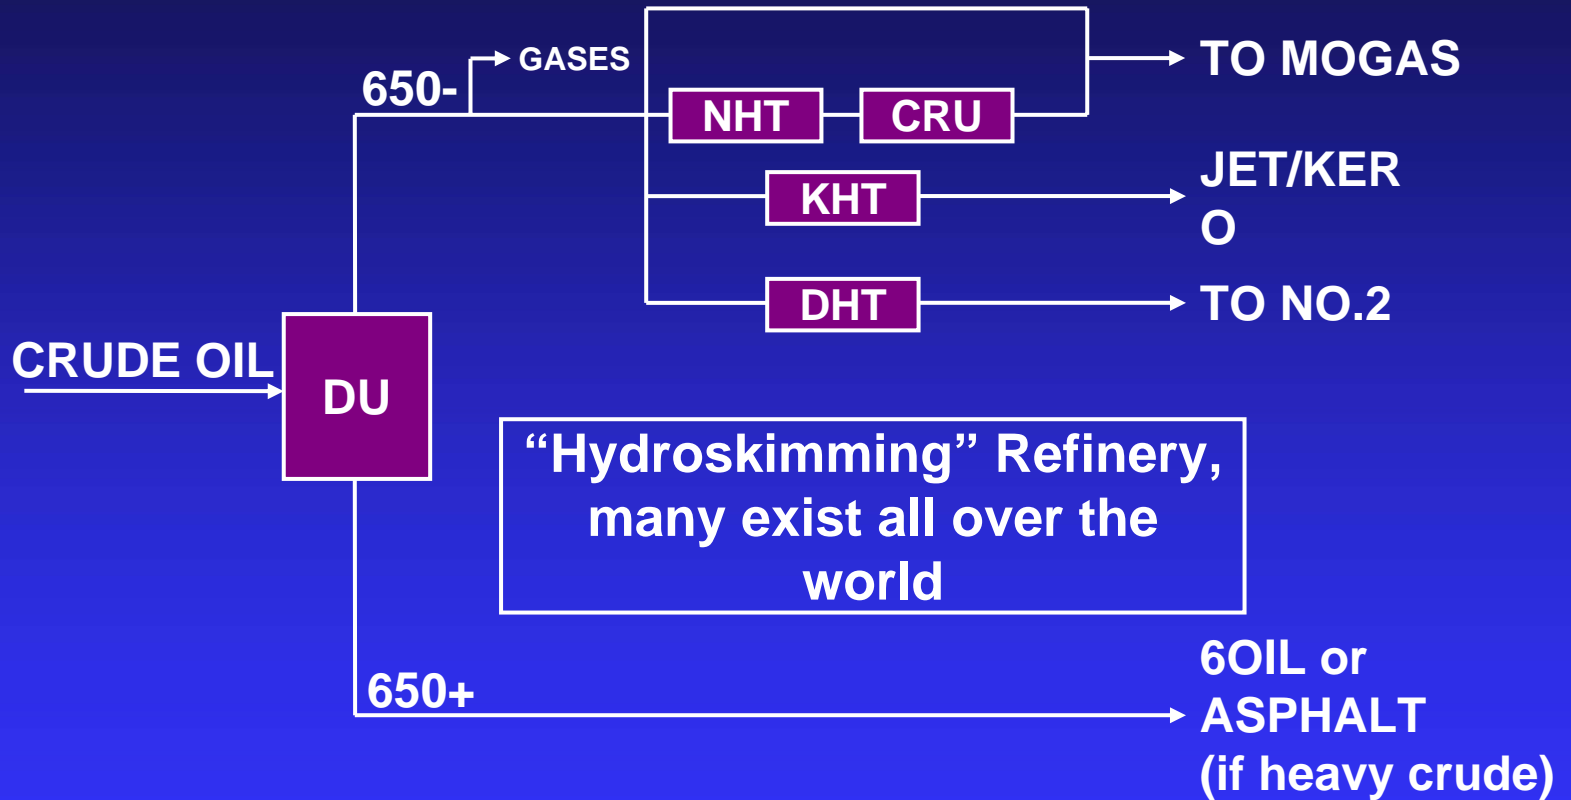 TO MOGAS
GASES
650-
NHT
CRU
JET/KER
O
KHT
DHT
TO NO.2
CRUDE OIL
DU
“Hydroskimming” Refinery,
many exist all over the
world
650+
6OIL or
ASPHALT
(if heavy crude)